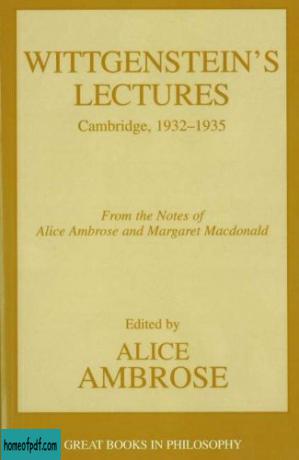 WITTGENSTEIN'S
LECTURES
Cambridge, 1932–1935
From the Notes of
Alice Ambrose and Margaret Macdonald
Edited by
ALICE
AMBROSE
homeofpdf.com
GREAT BOOKS IN PHILOSOPHY